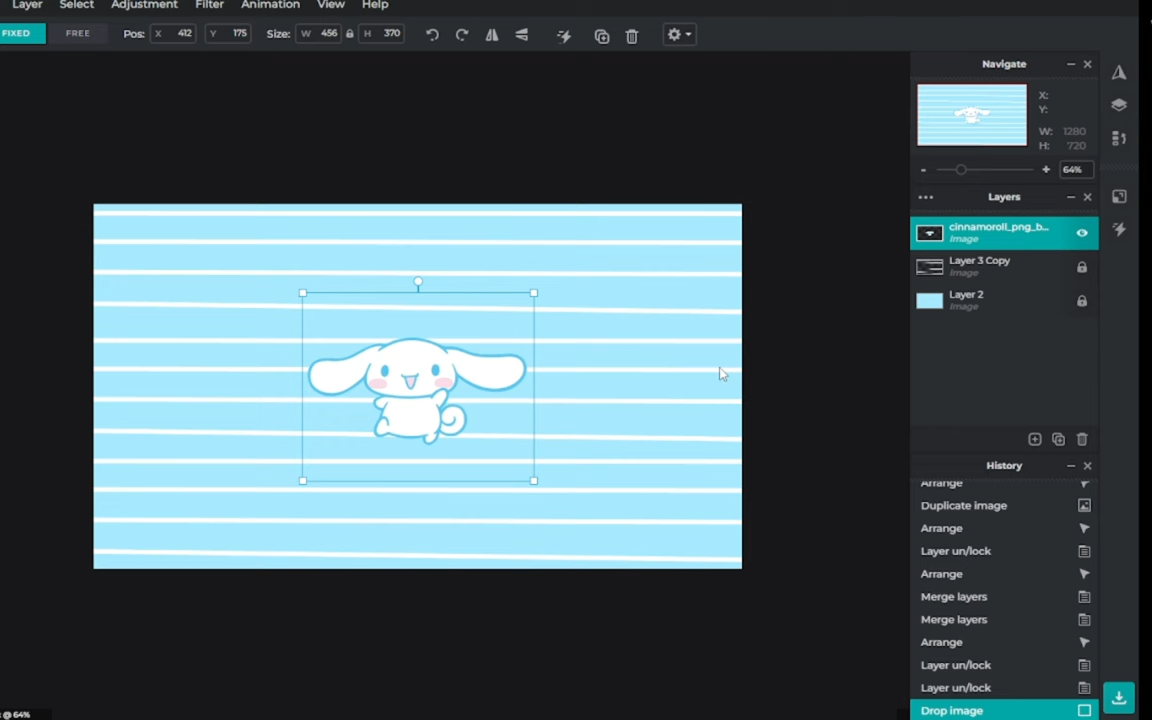 Layer Select Adjustment Filter Animation View Help
FIXED FREE Pos: X 412 Y 175 Size: W 456 H 370
Navigate
X:
Y:
W: 1280
H: 720
- + 64%
Layers
cinnamoroll_png_b...
Image
Layer 3 Copy
Image
Layer 2
Image
History
Arrange
Duplicate image
Arrange
Layer un/lock
Arrange
Merge layers
Merge layers
Arrange
Layer un/lock
Layer un/lock
Drop image
@ 64%